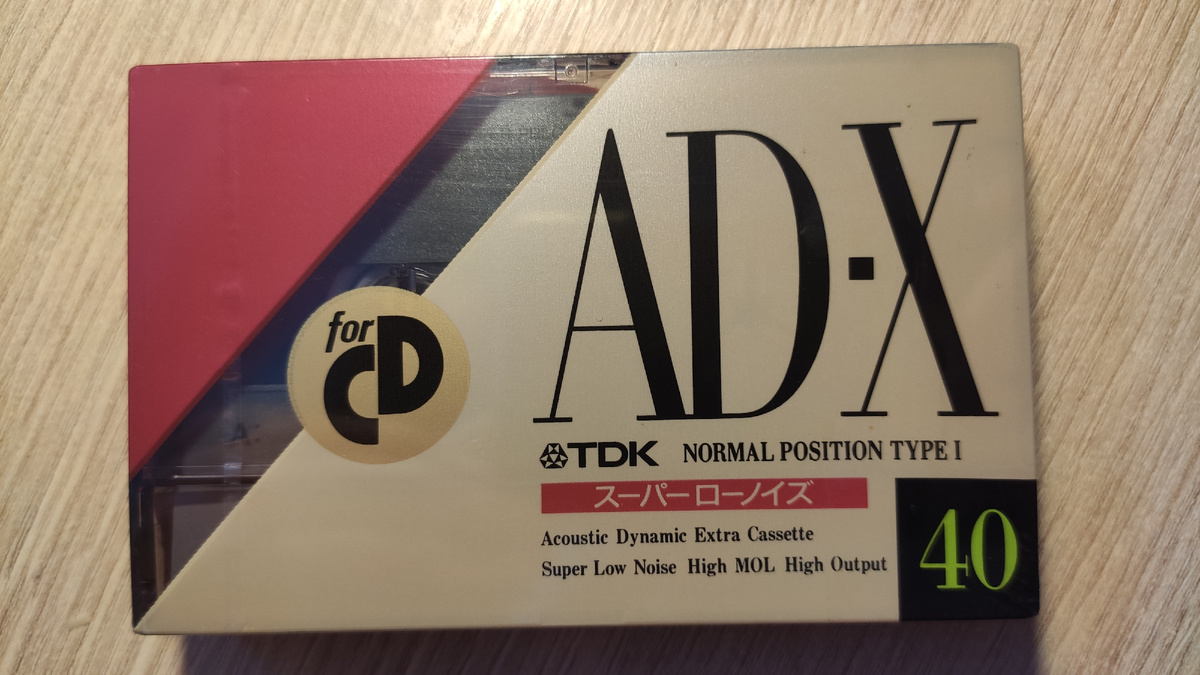 AD·X
for
CD
TDK NORMAL POSITION TYPE I
スーパーローノイズ
Acoustic Dynamic Extra Cassette
Super Low Noise High MOL High Output
40